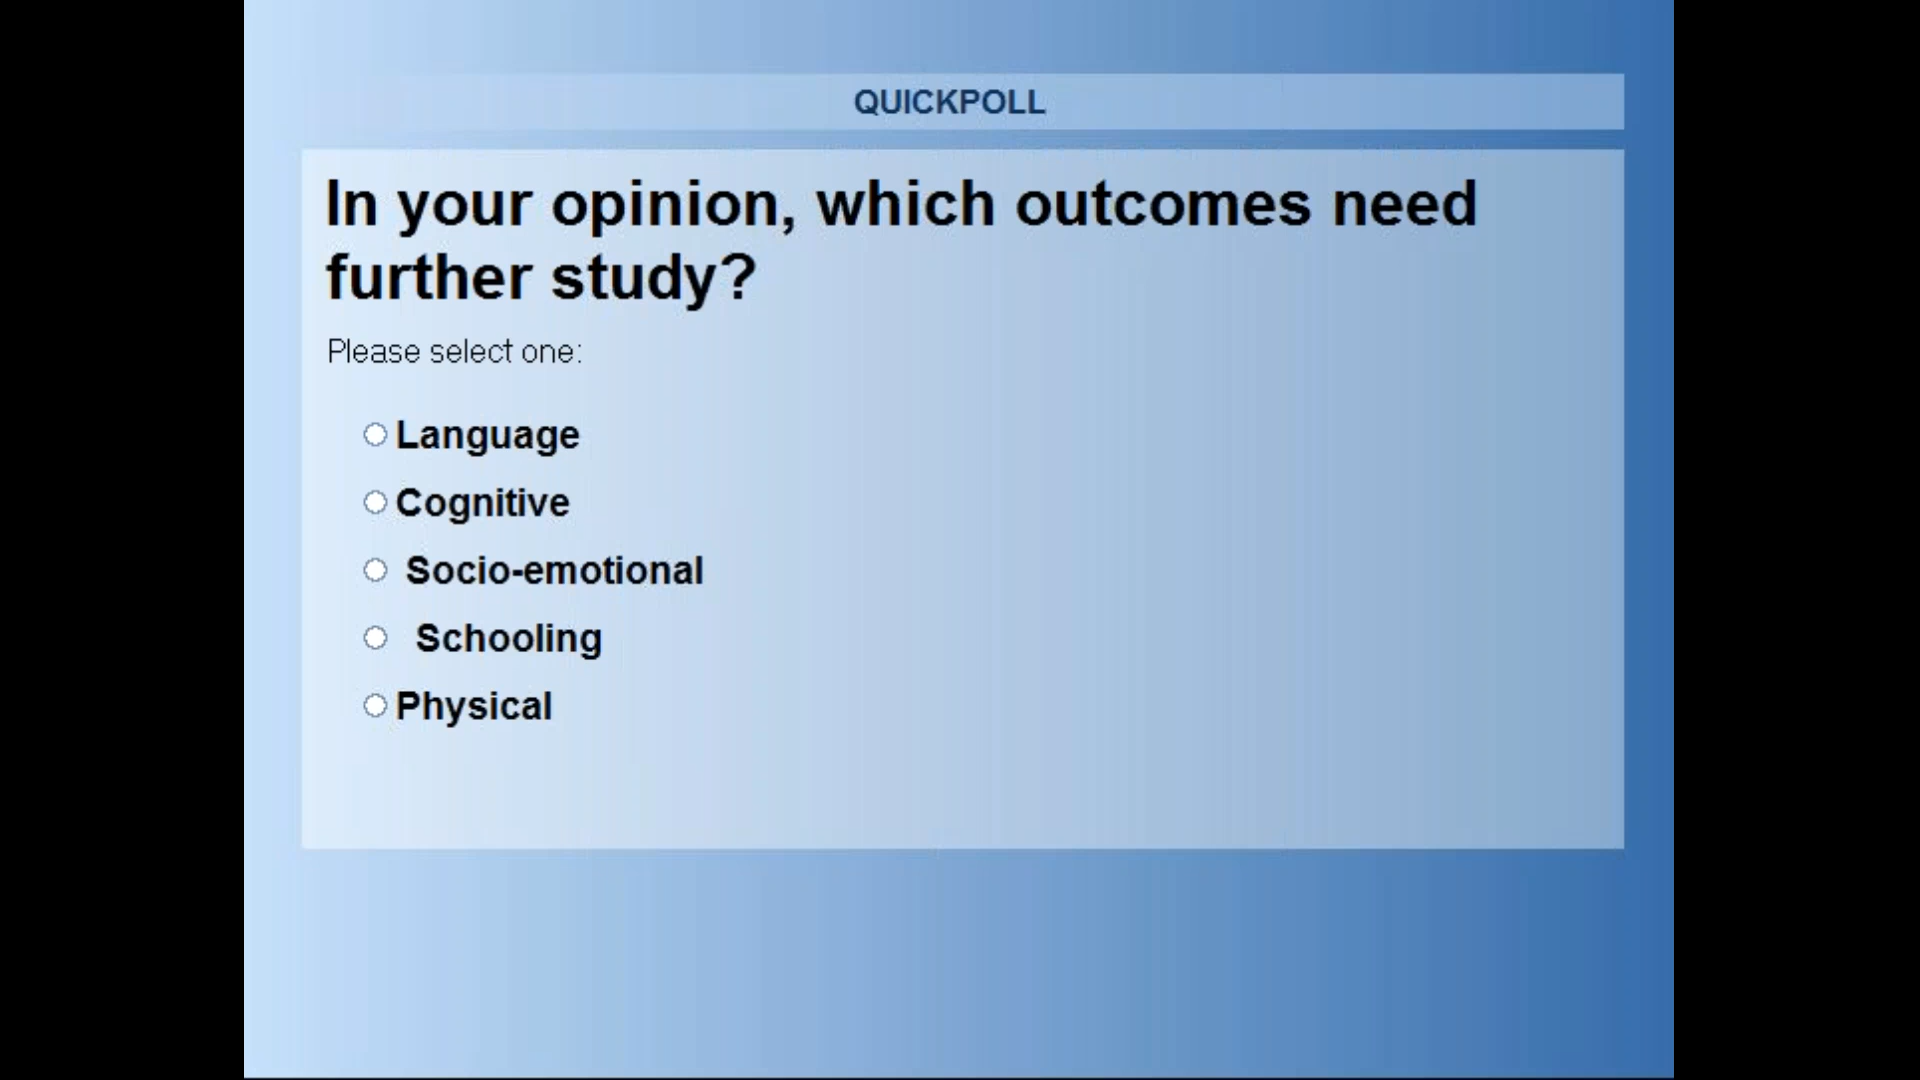 QUICKPOLL
In your opinion, which outcomes need
further study?
Please select one:
Language
Cognitive
Socio-emotional
Schooling
Physical